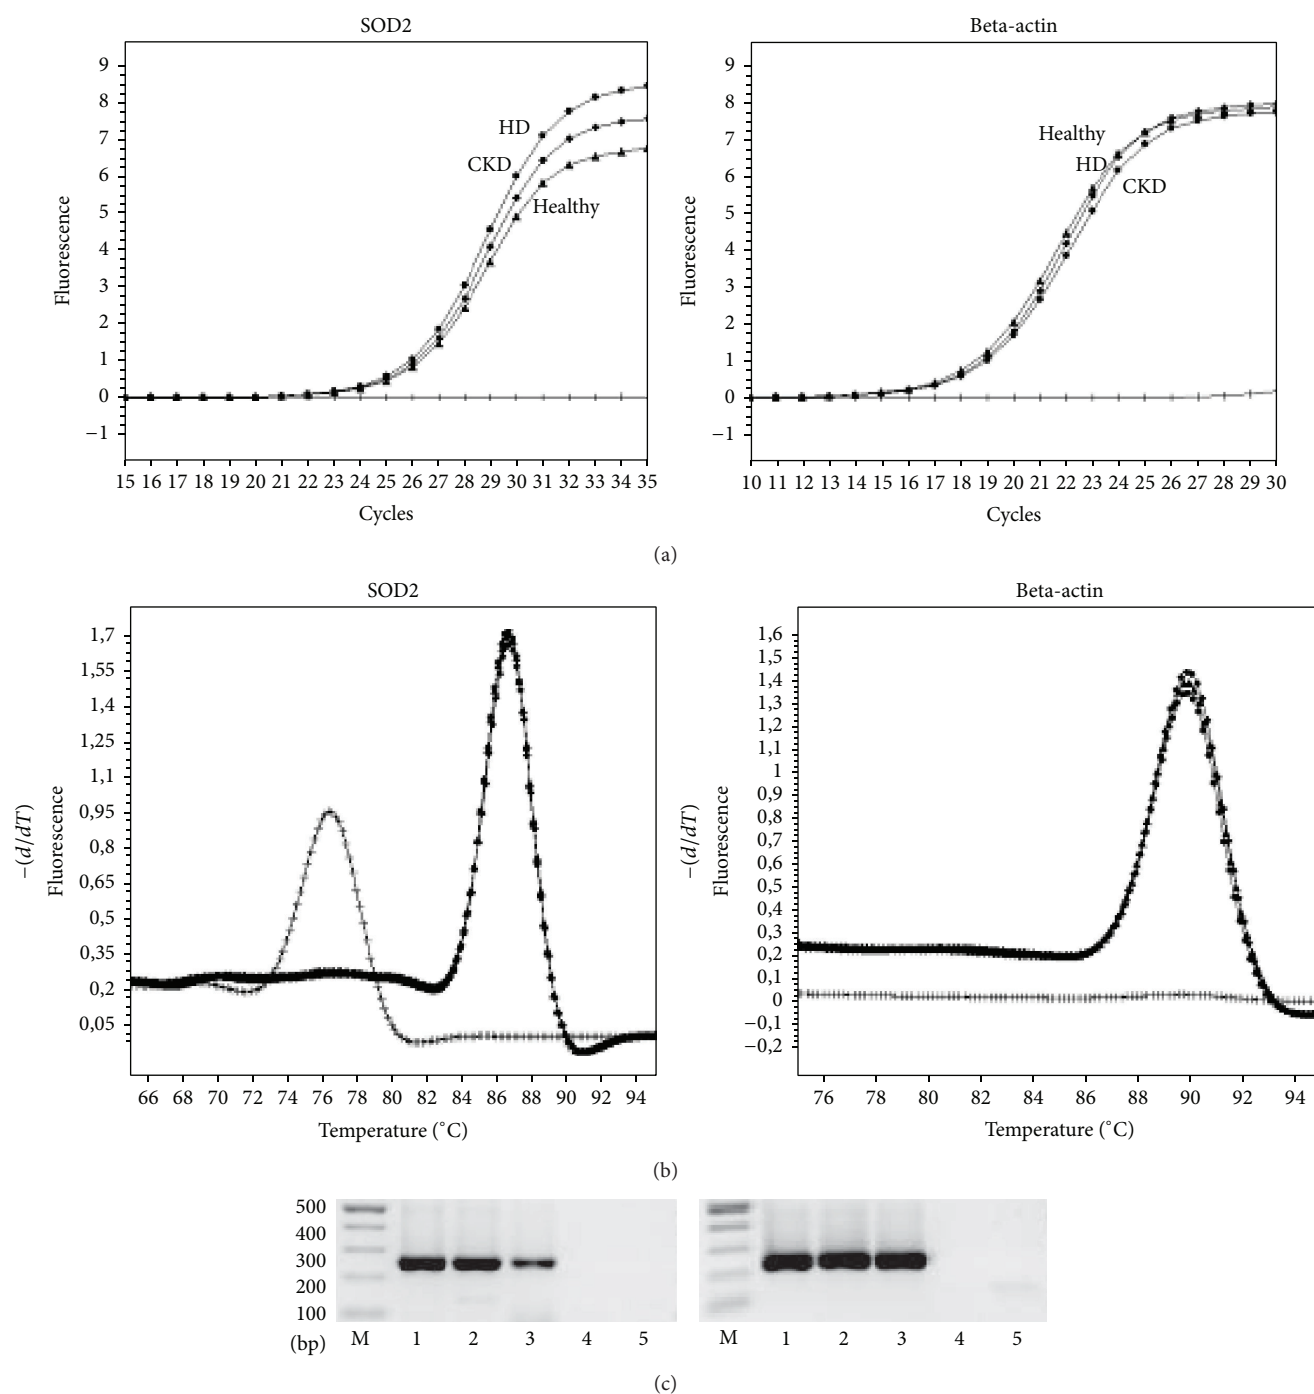 SOD2
Beta-actin
9
8
7
6
5
4
3
2
1
0
−1
Fluorescence
HD
CKD
Healthy
15 16 17 18 19 20 21 22 23 24 25 26 27 28 29 30 31 32 33 34 35
Cycles
9
8
7
6
5
4
3
2
1
0
−1
Fluorescence
Healthy
HD
CKD
10 11 12 13 14 15 16 17 18 19 20 21 22 23 24 25 26 27 28 29 30
Cycles
(a)
SOD2
Beta-actin
1,7
1,55
1,4
1,25
1,1
0,95
0,8
0,65
0,5
0,35
0,2
0,05
−(d/dT)
Fluorescence
66 68 70 72 74 76 78 80 82 84 86 88 90 92 94
Temperature (°C)
1,6
1,5
1,4
1,3
1,2
1,1
1
0,9
0,8
0,7
0,6
0,5
0,4
0,3
0,2
0,1
0
−0,1
−0,2
−(d/dT)
Fluorescence
76 78 80 82 84 86 88 90 92 94
Temperature (°C)
(b)
500
400
300
200
100
(bp) M 1 2 3 4 5
M 1 2 3 4 5
(c)